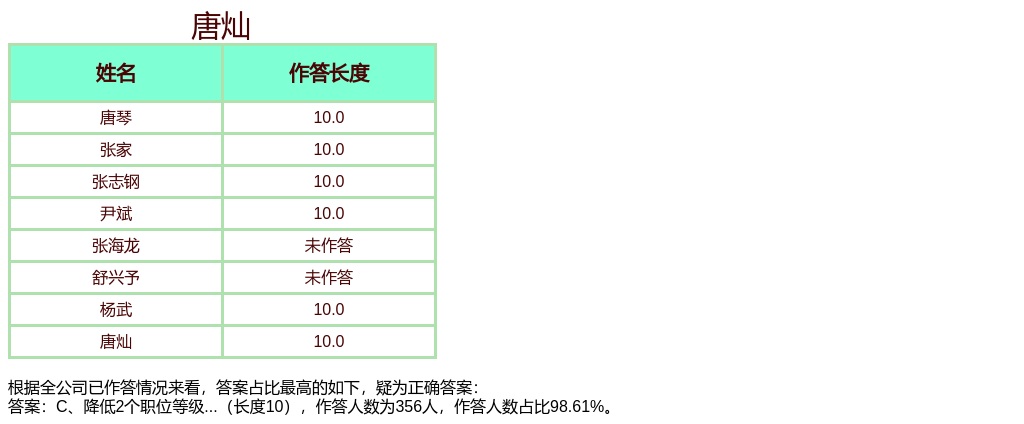 唐灿
姓名 作答长度
唐琴 10.0
张家 10.0
张志钢 10.0
尹斌 10.0
张海龙 未作答
舒兴予 未作答
杨武 10.0
唐灿 10.0
根据全公司已作答情况来看，答案占比最高的如下，疑为正确答案：
答案：C、降低2个职位等级...（长度10），作答人数为356人，作答人数占比98.61%。